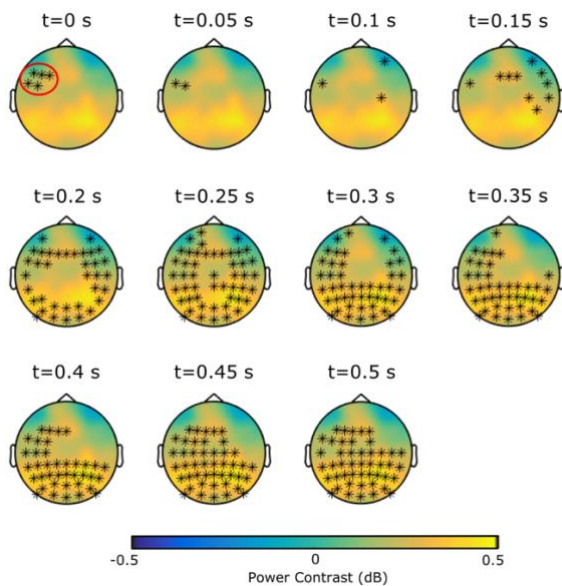 t=0 s t=0.05 s t=0.1 s t=0.15 s
t=0.2 s t=0.25 s t=0.3 s t=0.35 s
t=0.4 s t=0.45 s t=0.5 s
-0.5 0 0.5
Power Contrast (dB)